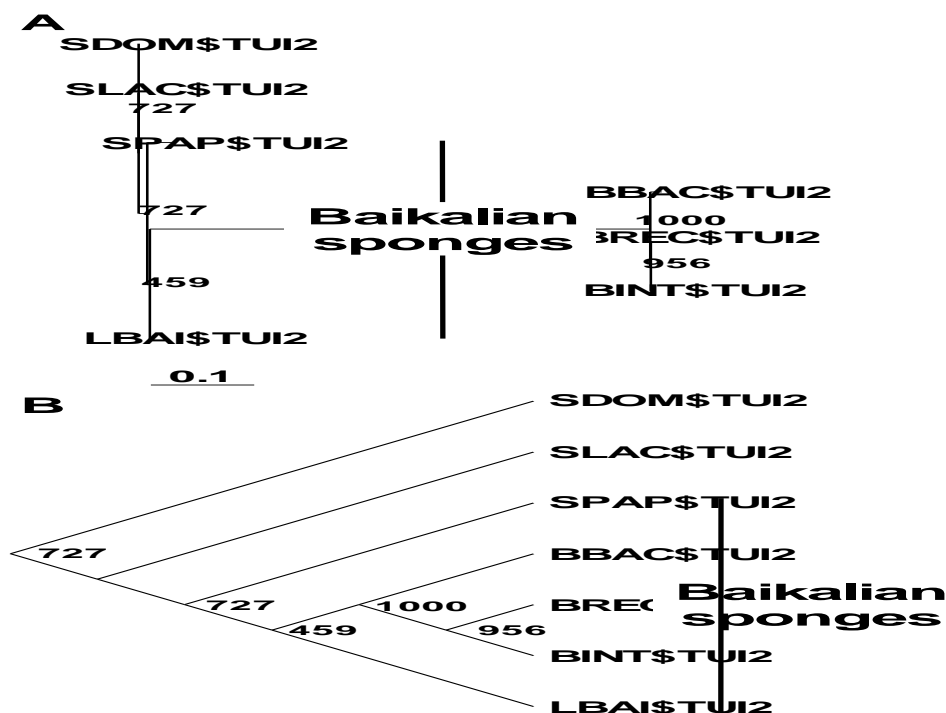 A
SDOM$TUI2
SLAC$TUI2
727
SPAP$TUI2
727
459
LBAI$TUI2
0.1
Baikalian
sponges
BBAC$TUI2
1000
BREC$TUI2
956
BINT$TUI2
B
SDOM$TUI2
SLAC$TUI2
SPAP$TUI2
BBAC$TUI2
BREC
BINT$TUI2
LBAI$TUI2
727
727
459
1000
956
Baikalian
sponges